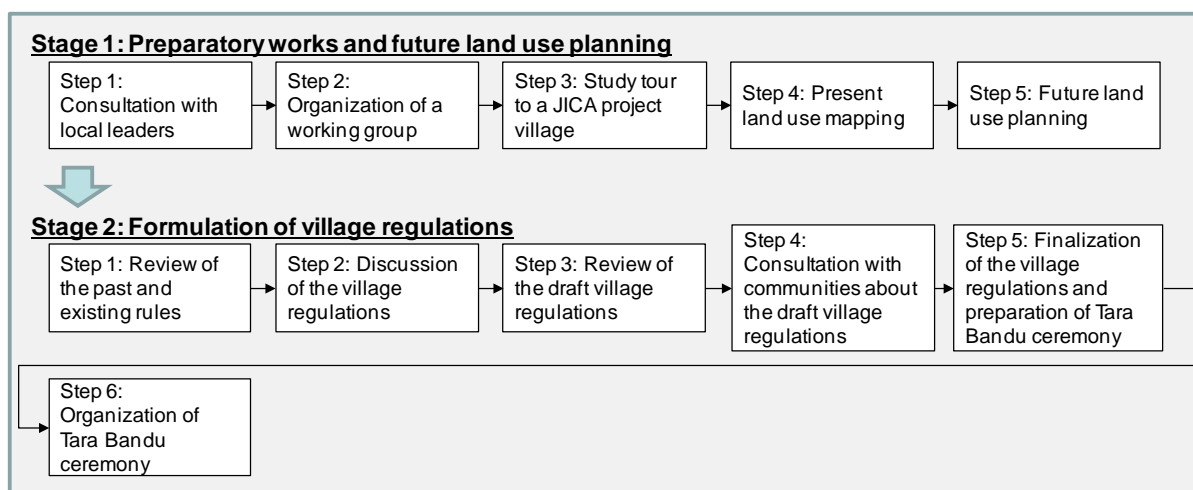 Stage 1: Preparatory works and future land use planning
Step 1:
Consultation with
local leaders
Step 2:
Organization of a
working group
Step 3: Study tour
to a JICA project
village
Step 4: Present
land use mapping
Step 5: Future land
use planning
Stage 2: Formulation of village regulations
Step 1: Review of
the past and
existing rules
Step 2: Discussion
of the village
regulations
Step 3: Review of
the draft village
regulations
Step 4:
Consultation with
communities about
the draft village
regulations
Step 5: Finalization
of the village
regulations and
preparation of Tara
Bandu ceremony
Step 6:
Organization of
Tara Bandu
ceremony